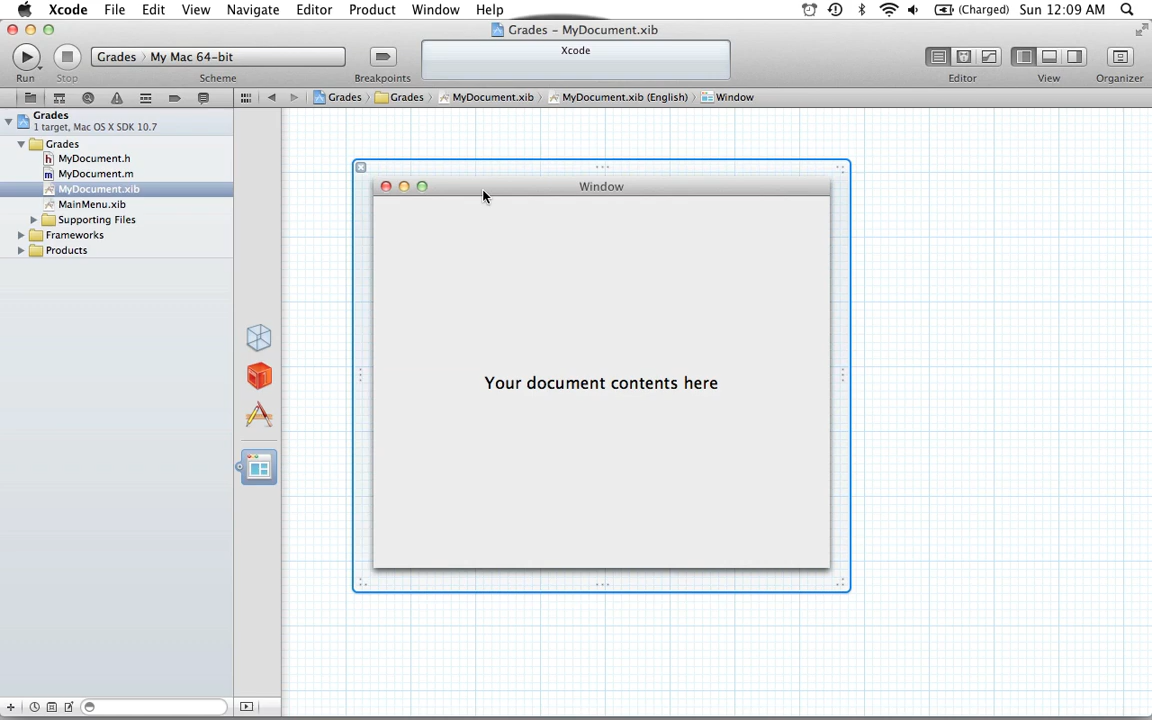 Xcode File Edit View Navigate Editor Product Window Help (Charged) Sun 12:09 AM
Grades – MyDocument.xib
Grades › My Mac 64-bit
Xcode
Run Stop Scheme Breakpoints Editor View Organizer
Grades › Grades › MyDocument.xib › MyDocument.xib (English) › Window
Grades
1 target, Mac OS X SDK 10.7
Grades
h MyDocument.h
m MyDocument.m
MyDocument.xib
MainMenu.xib
Supporting Files
Frameworks
Products
Window
Your document contents here